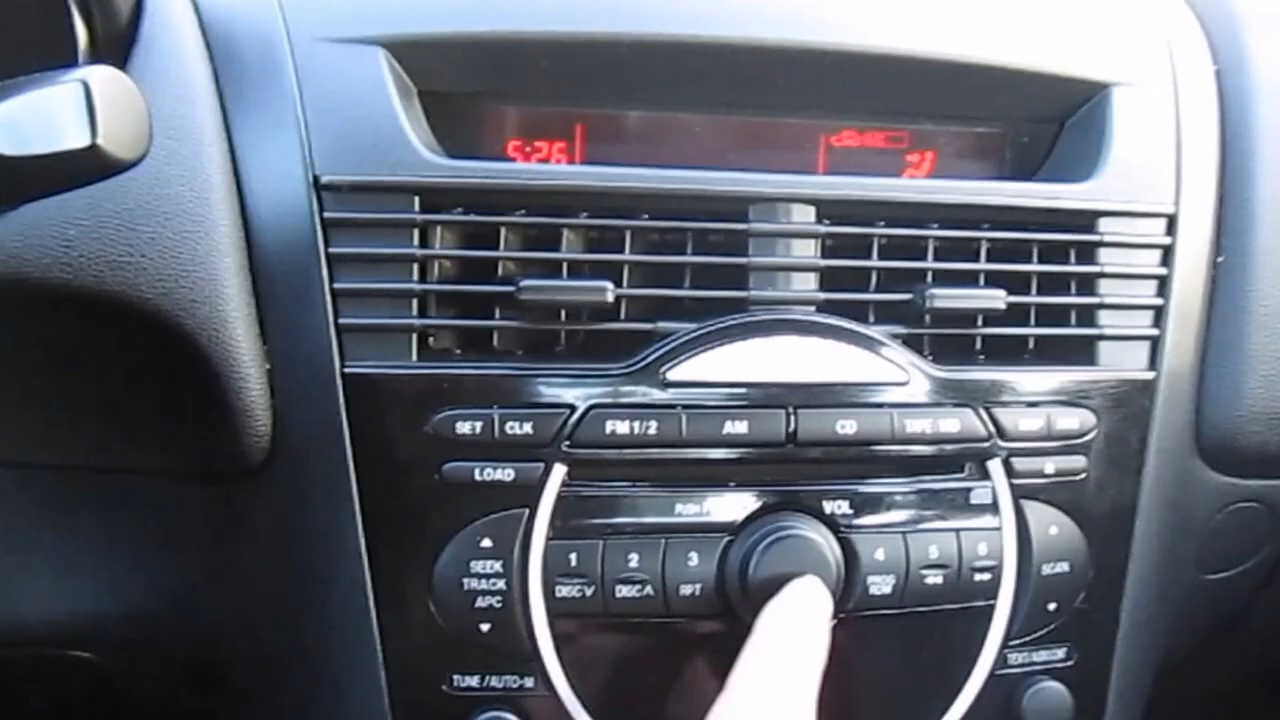 5:26
SET CLK FM1/2 AM CD TAPE/MD
LOAD
PUSH VOL
1 2 3 4 5 6
DISC∨ DISC∧ RPT PROG
SEEK
TRACK
APC
SCAN
TUNE/AUTO-M